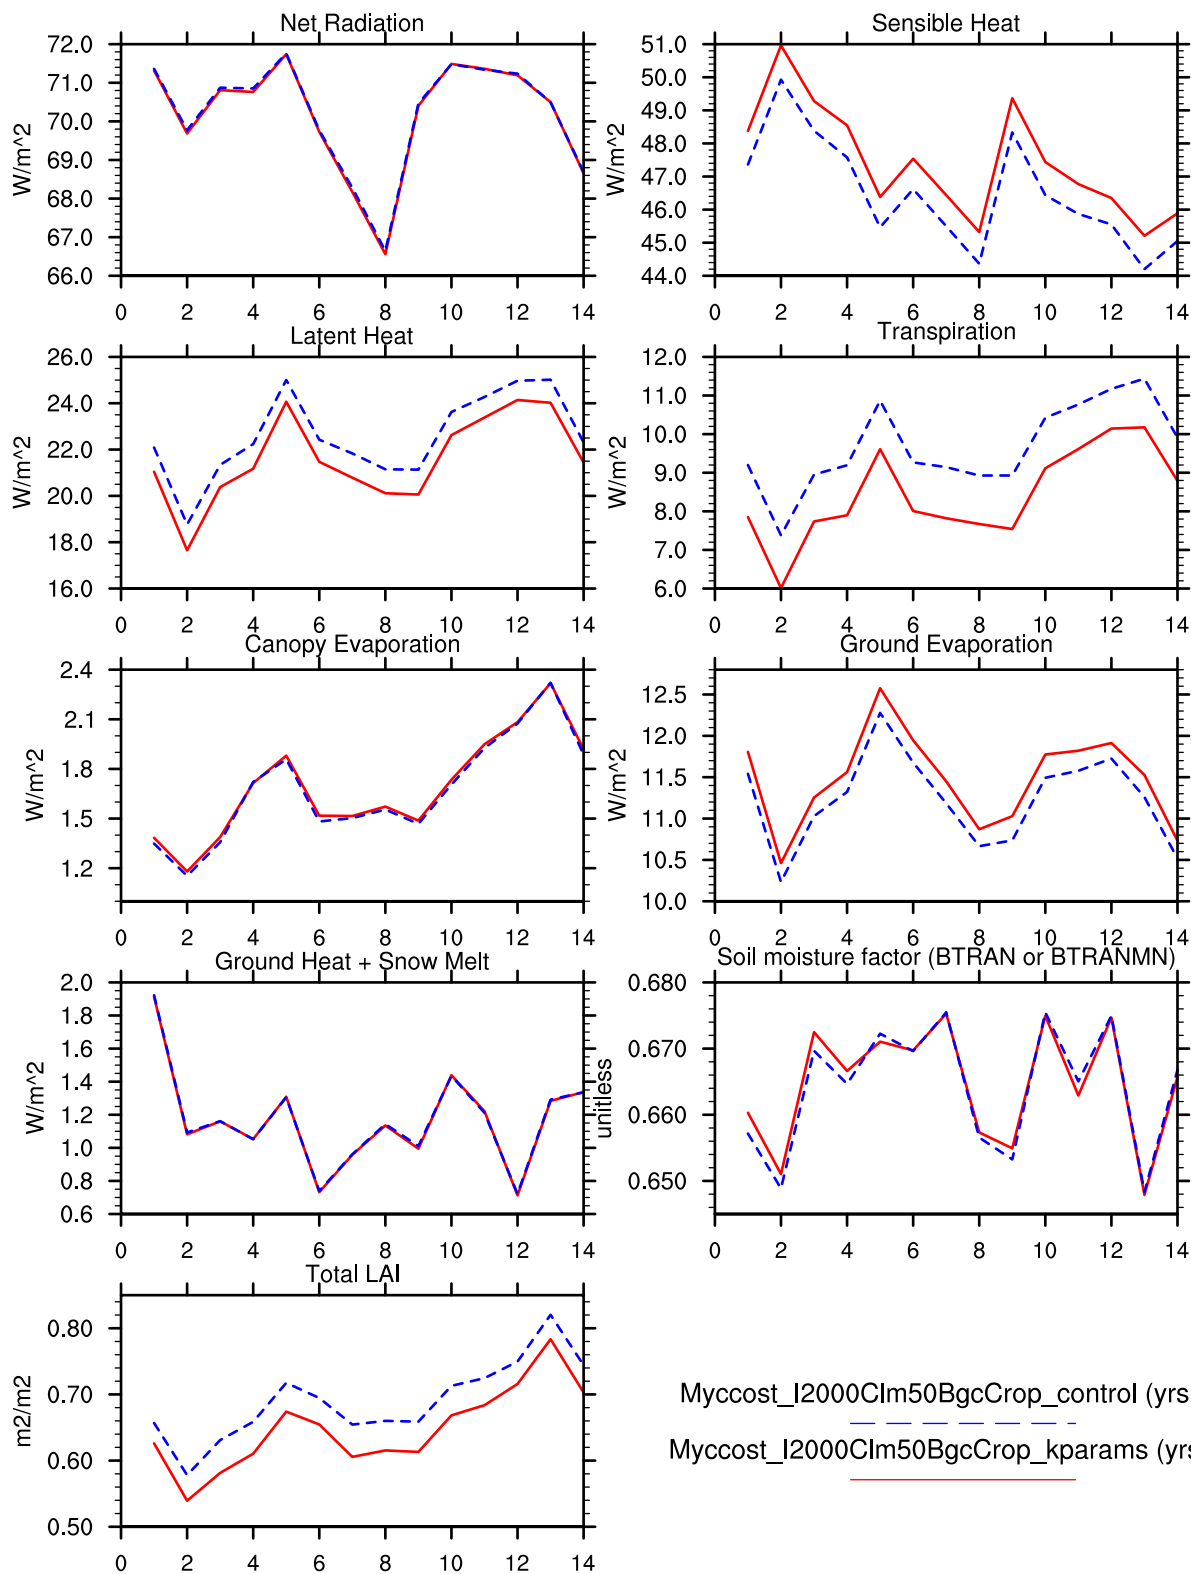 Net Radiation
W/m^2
72.0
71.0
70.0
69.0
68.0
67.0
66.0
0 2 4 6 8 10 12 14
Sensible Heat
W/m^2
51.0
50.0
49.0
48.0
47.0
46.0
45.0
44.0
0 2 4 6 8 10 12 14
Latent Heat
W/m^2
26.0
24.0
22.0
20.0
18.0
16.0
0 2 4 6 8 10 12 14
Transpiration
W/m^2
12.0
11.0
10.0
9.0
8.0
7.0
6.0
0 2 4 6 8 10 12 14
Canopy Evaporation
W/m^2
2.4
2.1
1.8
1.5
1.2
0 2 4 6 8 10 12 14
Ground Evaporation
W/m^2
12.5
12.0
11.5
11.0
10.5
10.0
0 2 4 6 8 10 12 14
Ground Heat + Snow Melt
W/m^2
2.0
1.8
1.6
1.4
1.2
1.0
0.8
0.6
0 2 4 6 8 10 12 14
Soil moisture factor (BTRAN or BTRANMN)
unitless
0.680
0.670
0.660
0.650
0 2 4 6 8 10 12 14
Total LAI
m2/m2
0.80
0.70
0.60
0.50
0 2 4 6 8 10 12 14
Myccost_I2000Clm50BgcCrop_control (yrs
Myccost_I2000Clm50BgcCrop_kparams (yrs